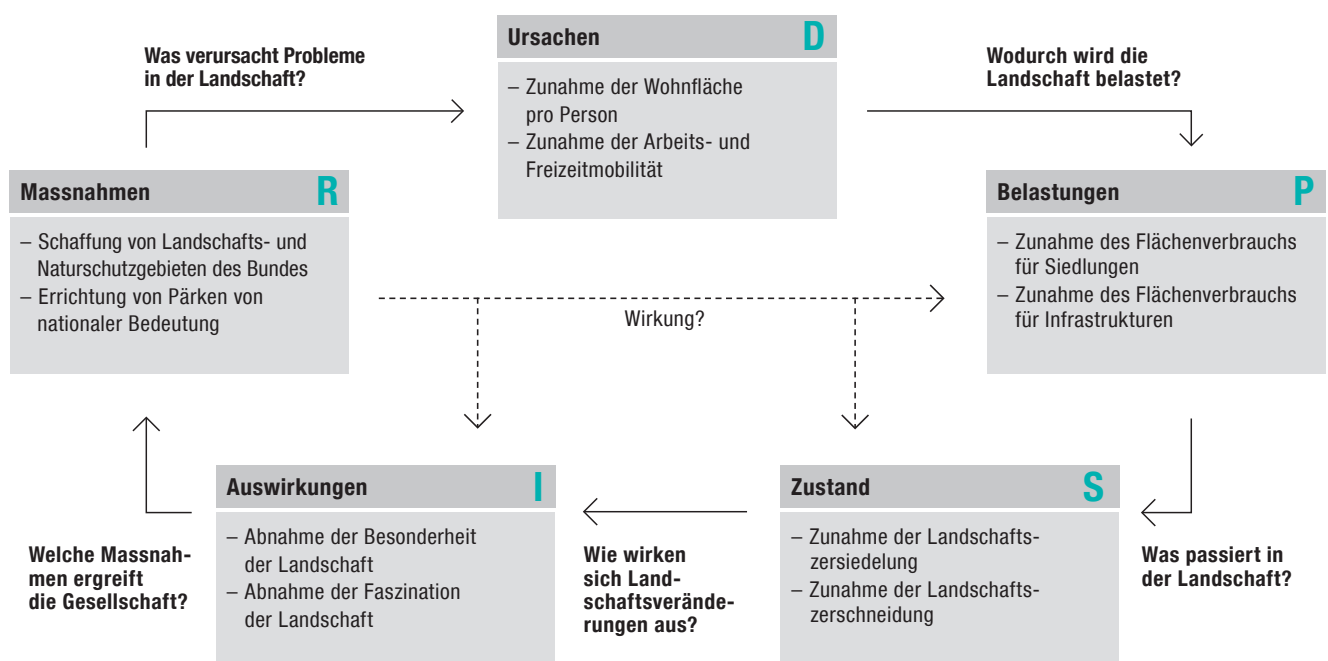 Was verursacht Probleme
in der Landschaft?
Ursachen D
– Zunahme der Wohnfläche
pro Person
– Zunahme der Arbeits- und
Freizeitmobilität
Wodurch wird die
Landschaft belastet?
Massnahmen R
– Schaffung von Landschafts- und
Naturschutzgebieten des Bundes
– Errichtung von Pärken von
nationaler Bedeutung
Wirkung?
Belastungen P
– Zunahme des Flächenverbrauchs
für Siedlungen
– Zunahme des Flächenverbrauchs
für Infrastrukturen
Welche Massnah-
men ergreift
die Gesellschaft?
Auswirkungen I
– Abnahme der Besonderheit
der Landschaft
– Abnahme der Faszination
der Landschaft
Wie wirken
sich Land-
schaftsverände-
rungen aus?
Zustand S
– Zunahme der Landschafts-
zersiedelung
– Zunahme der Landschafts-
zerschneidung
Was passiert in
der Landschaft?